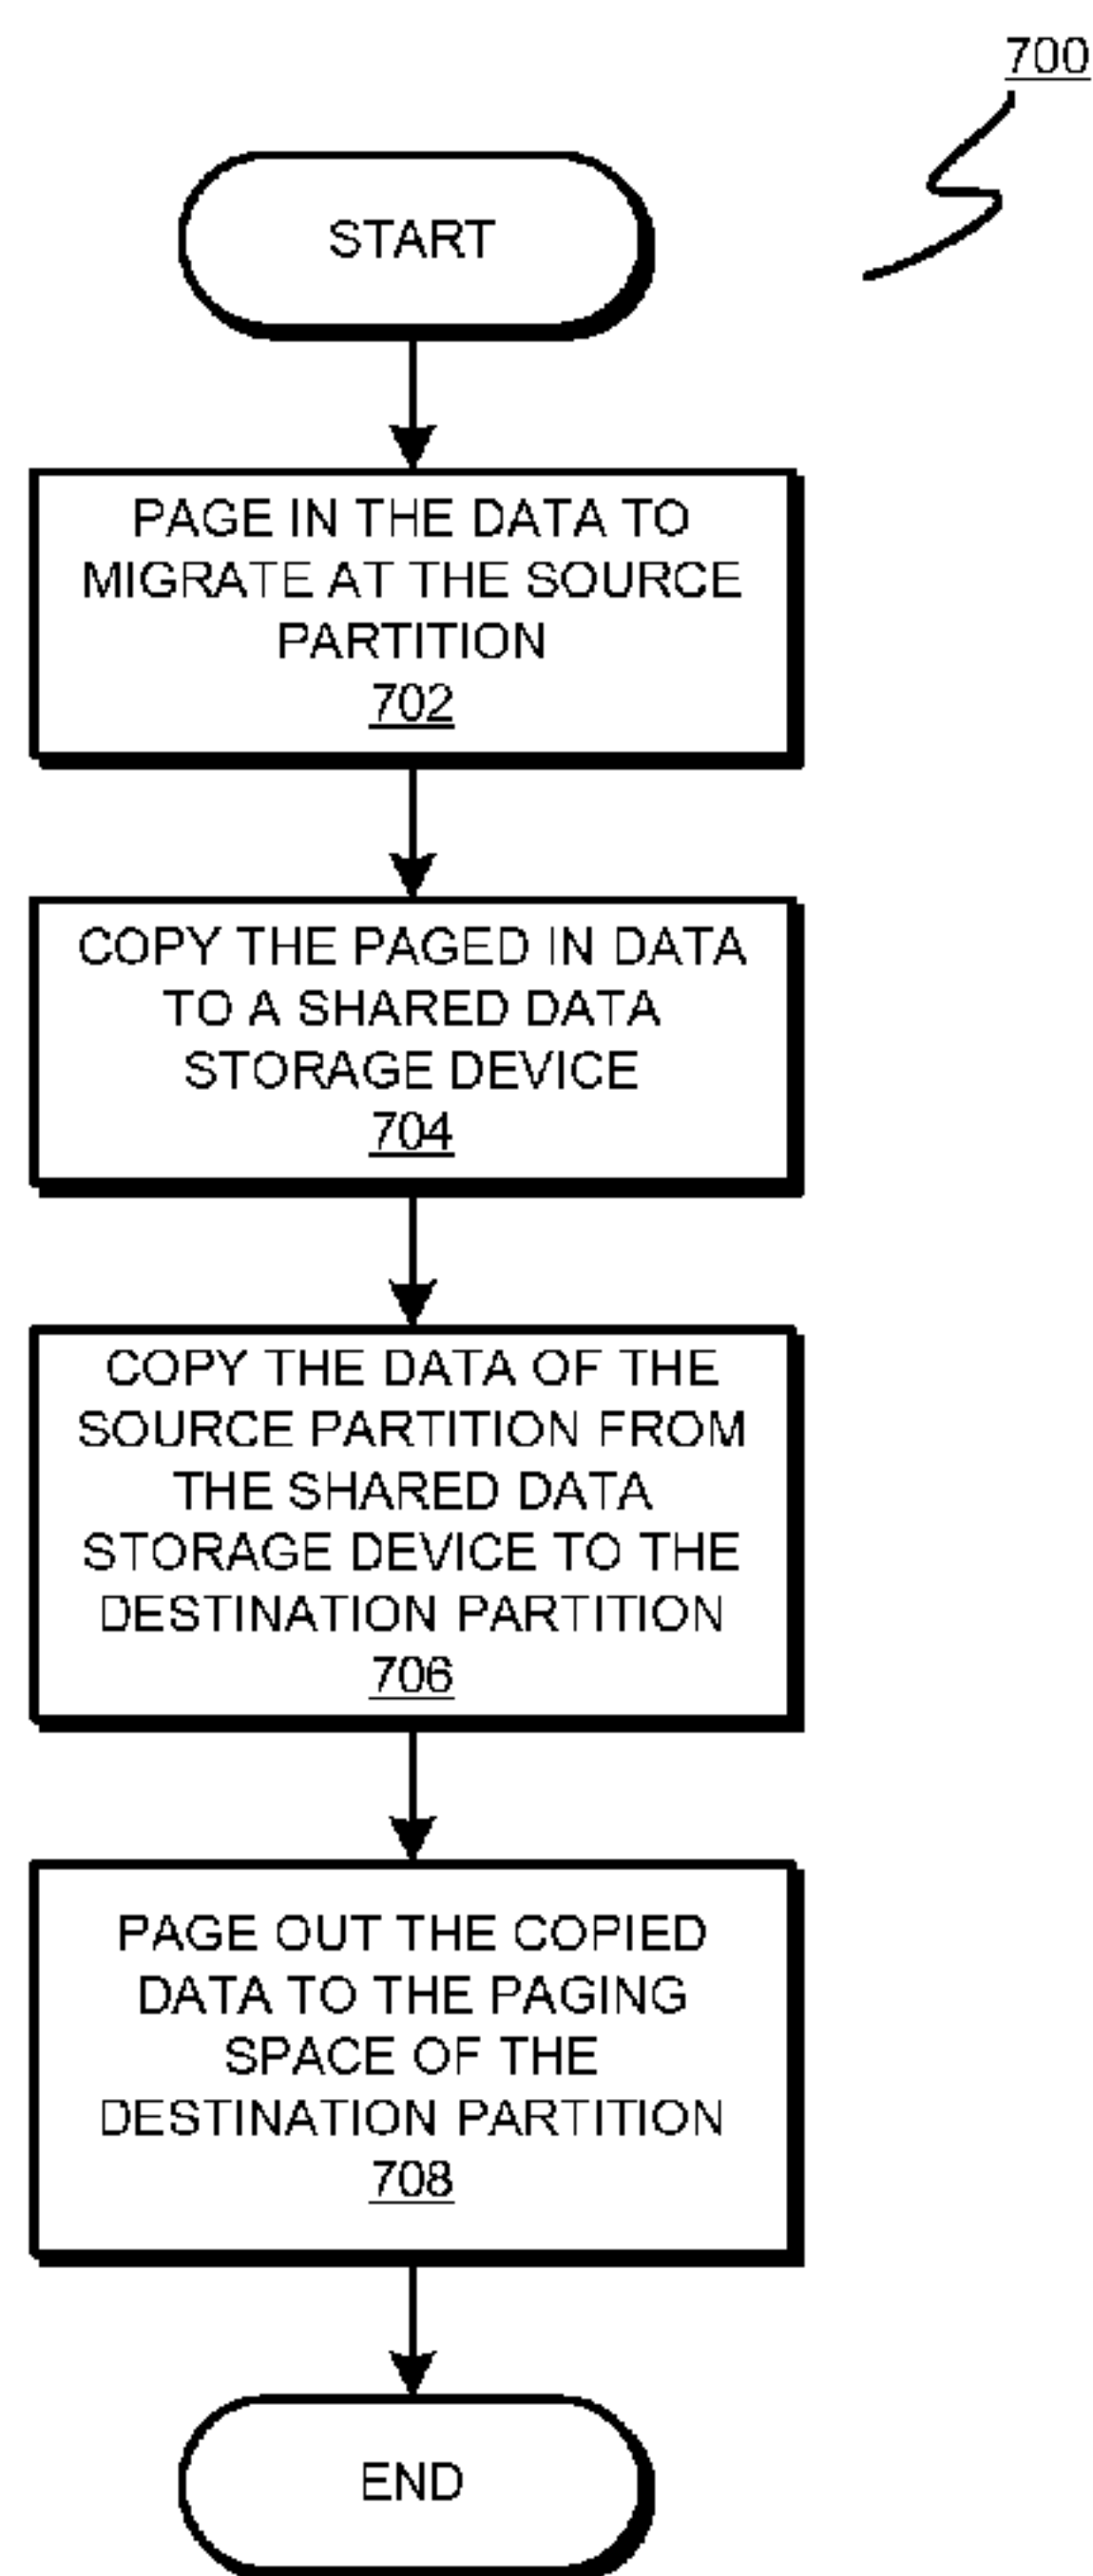 700
START
PAGE IN THE DATA TO
MIGRATE AT THE SOURCE
PARTITION
702
COPY THE PAGED IN DATA
TO A SHARED DATA
STORAGE DEVICE
704
COPY THE DATA OF THE
SOURCE PARTITION FROM
THE SHARED DATA
STORAGE DEVICE TO THE
DESTINATION PARTITION
706
PAGE OUT THE COPIED
DATA TO THE PAGING
SPACE OF THE
DESTINATION PARTITION
708
END